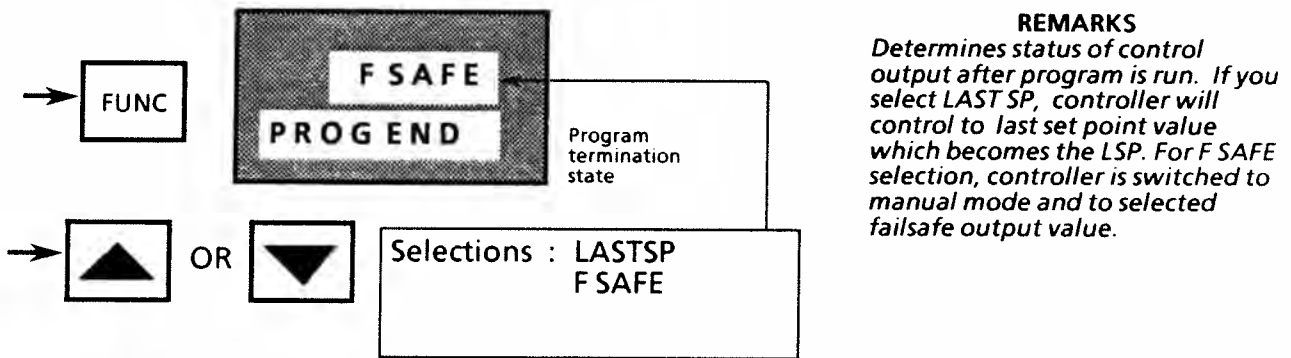 FUNC
F SAFE
PROG END
Program
termination
state
OR
Selections : LASTSP
F SAFE
REMARKS
Determines status of control
output after program is run. If you
select LAST SP, controller will
control to last set point value
which becomes the LSP. For F SAFE
selection, controller is switched to
manual mode and to selected
failsafe output value.